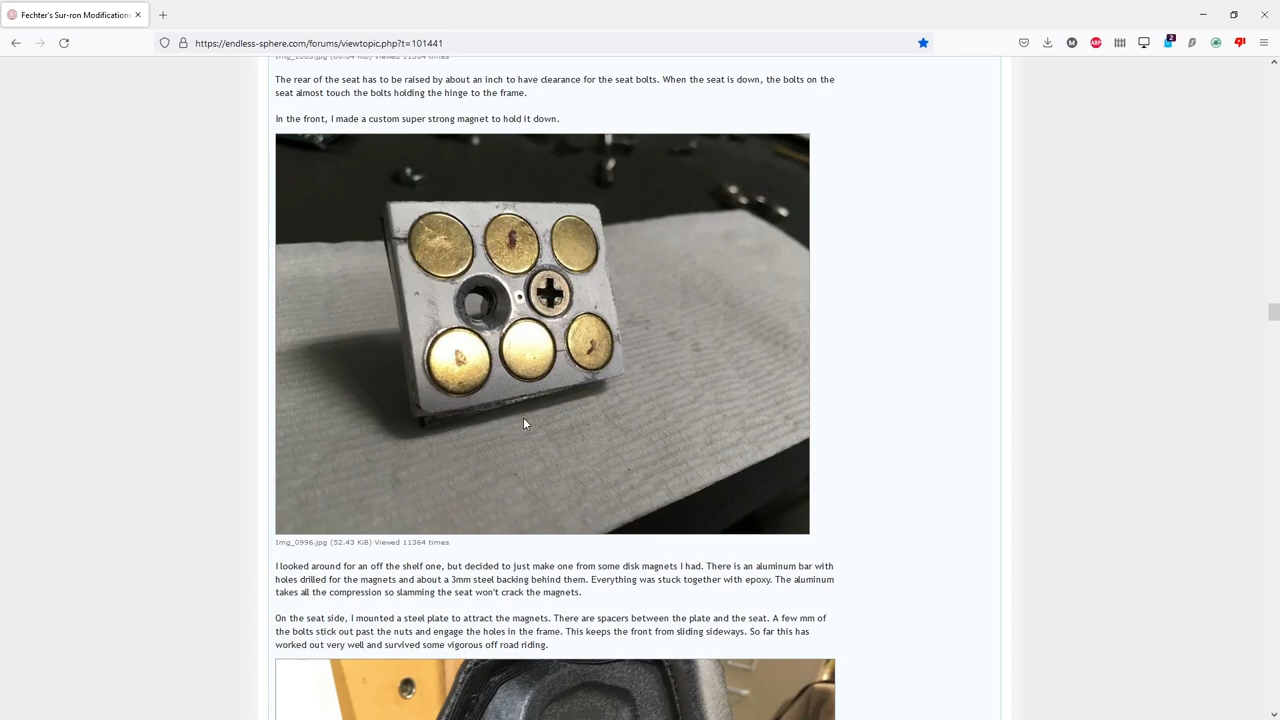 Fechter's Sur-ron Modifications
https://endless-sphere.com/forums/viewtopic.php?t=101441
2
The rear of the seat has to be raised by about an inch to have clearance for the seat bolts. When the seat is down, the bolts on the
seat almost touch the bolts holding the hinge to the frame.
In the front, I made a custom super strong magnet to hold it down.
Img_0996.jpg (52.43 KiB) Viewed 11364 times
I looked around for an off the shelf one, but decided to just make one from some disk magnets I had. There is an aluminum bar with
holes drilled for the magnets and about a 3mm steel backing behind them. Everything was stuck together with epoxy. The aluminum
takes all the compression so slamming the seat won't crack the magnets.
On the seat side, I mounted a steel plate to attract the magnets. There are spacers between the plate and the seat. A few mm of
the bolts stick out past the nuts and engage the holes in the frame. This keeps the front from sliding sideways. So far this has
worked out very well and survived some vigorous off road riding.